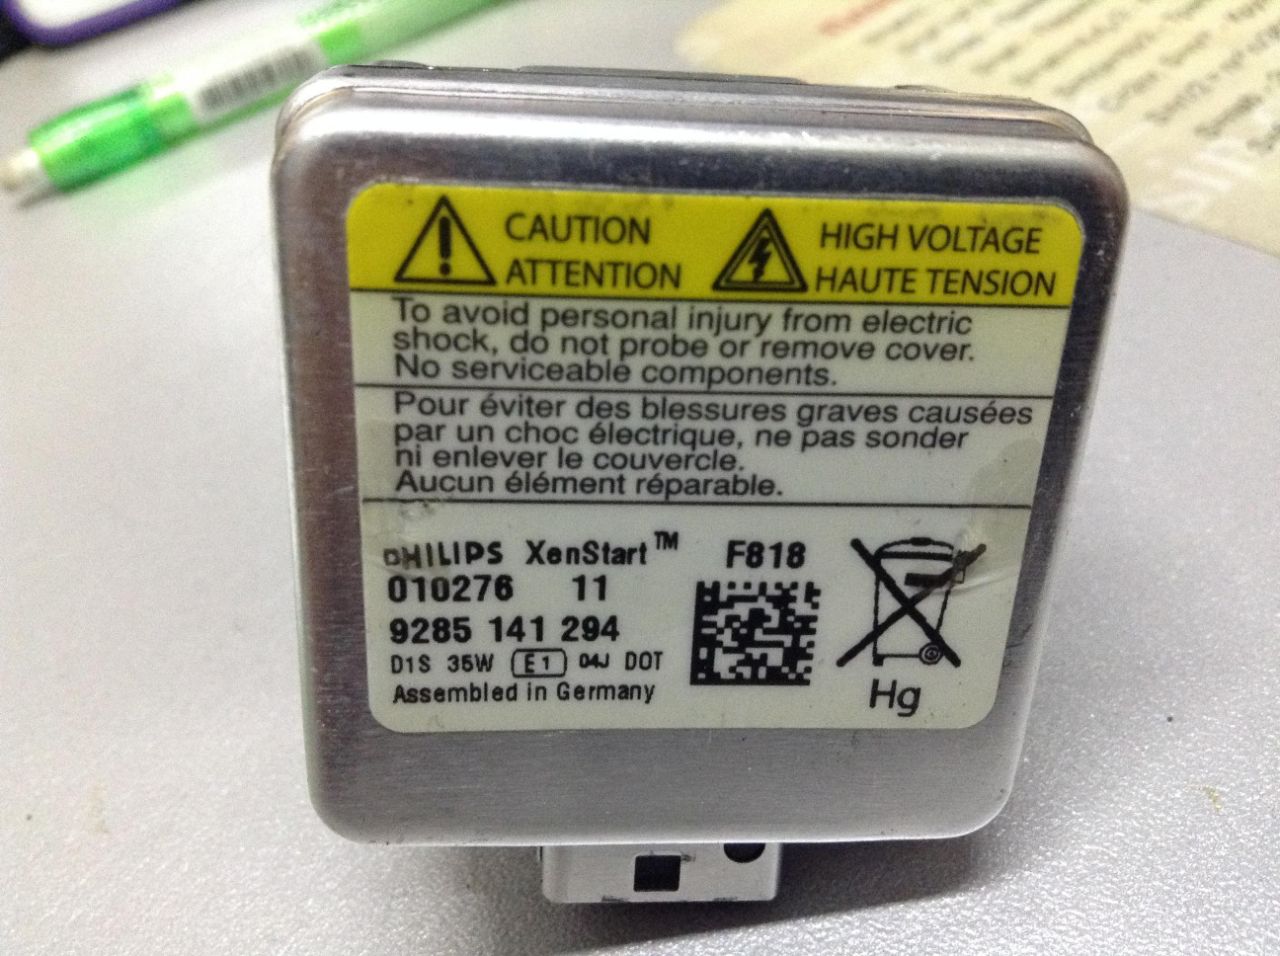 CAUTION
ATTENTION
HIGH VOLTAGE
HAUTE TENSION
To avoid personal injury from electric
shock, do not probe or remove cover.
No serviceable components.
Pour éviter des blessures graves causées
par un choc électrique, ne pas sonder
ni enlever le couvercle.
Aucun élément réparable.
PHILIPS XenStart™ F818
010276 11
9285 141 294
D1S 35W E1 04J DOT
Assembled in Germany
Hg